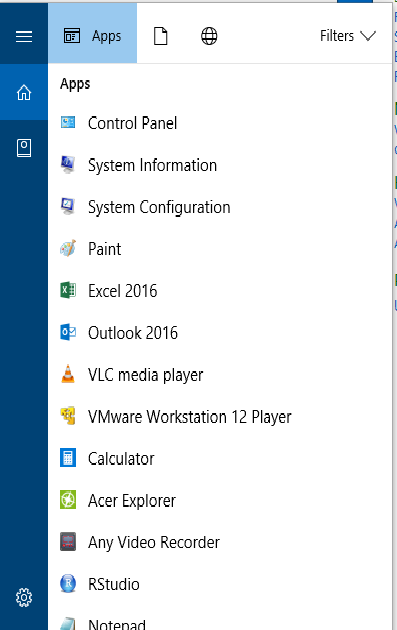 Apps
Filters
Apps
Control Panel
System Information
System Configuration
Paint
Excel 2016
Outlook 2016
VLC media player
VMware Workstation 12 Player
Calculator
Acer Explorer
Any Video Recorder
RStudio
Notepad